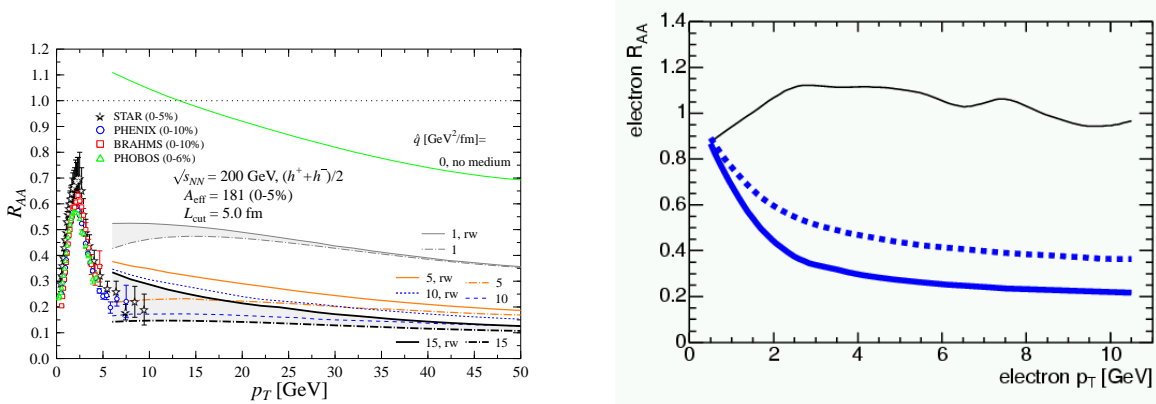 1.2
1.1
1.0
0.9
0.8
0.7
0.6
0.5
0.4
0.3
0.2
0.1
0.0
R_AA
STAR (0-5%)
PHENIX (0-10%)
BRAHMS (0-10%)
PHOBOS (0-6%)
q̂ [GeV²/fm]=
0, no medium
√s_NN = 200 GeV, (h⁺+h⁻)/2
A_eff = 181 (0-5%)
L_cut = 5.0 fm
1, rw
1
5, rw 5
10, rw 10
15, rw 15
0 5 10 15 20 25 30 35 40 45 50
p_T [GeV]
electron R_AA
1.4
1.2
1
0.8
0.6
0.4
0.2
0
0 2 4 6 8 10
electron p_T [GeV]